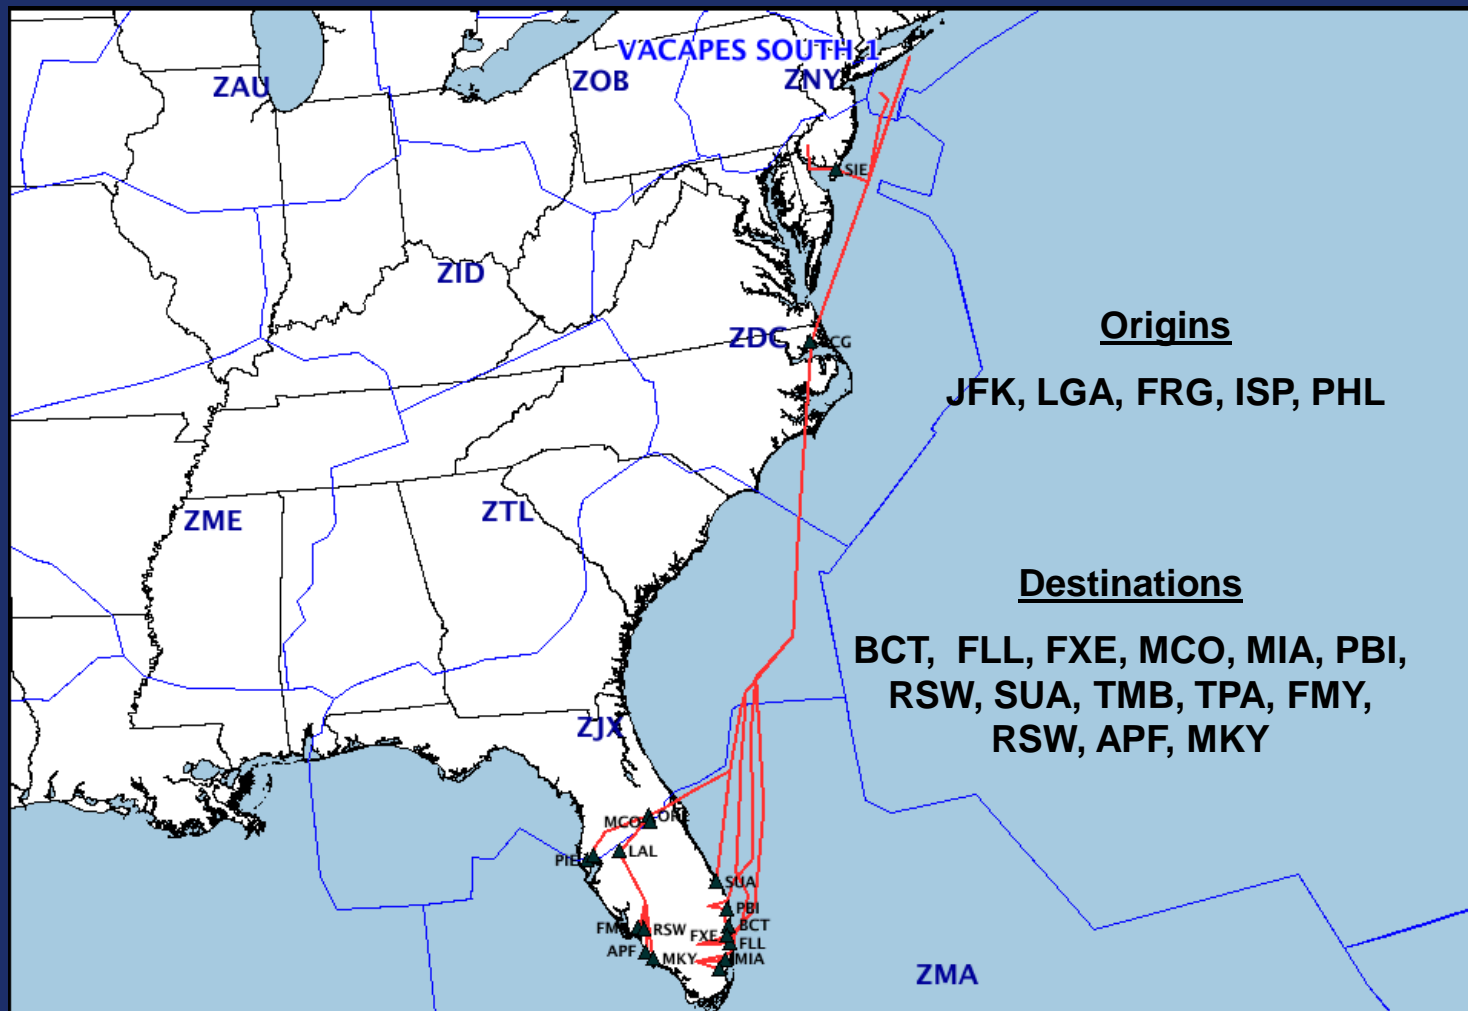 VACAPES SOUTH 1
ZAU
ZOB
ZNY
SIE
ZID
Origins
ZDC
CG
JFK, LGA, FRG, ISP, PHL
ZME
ZTL
Destinations
BCT, FLL, FXE, MCO, MIA, PBI,
RSW, SUA, TMB, TPA, FMY,
RSW, APF, MKY
ZJX
MCO
PIE
LAL
SUA
PBI
BCT
RSW
FXE
FLL
APF
MKY
MIA
ZMA